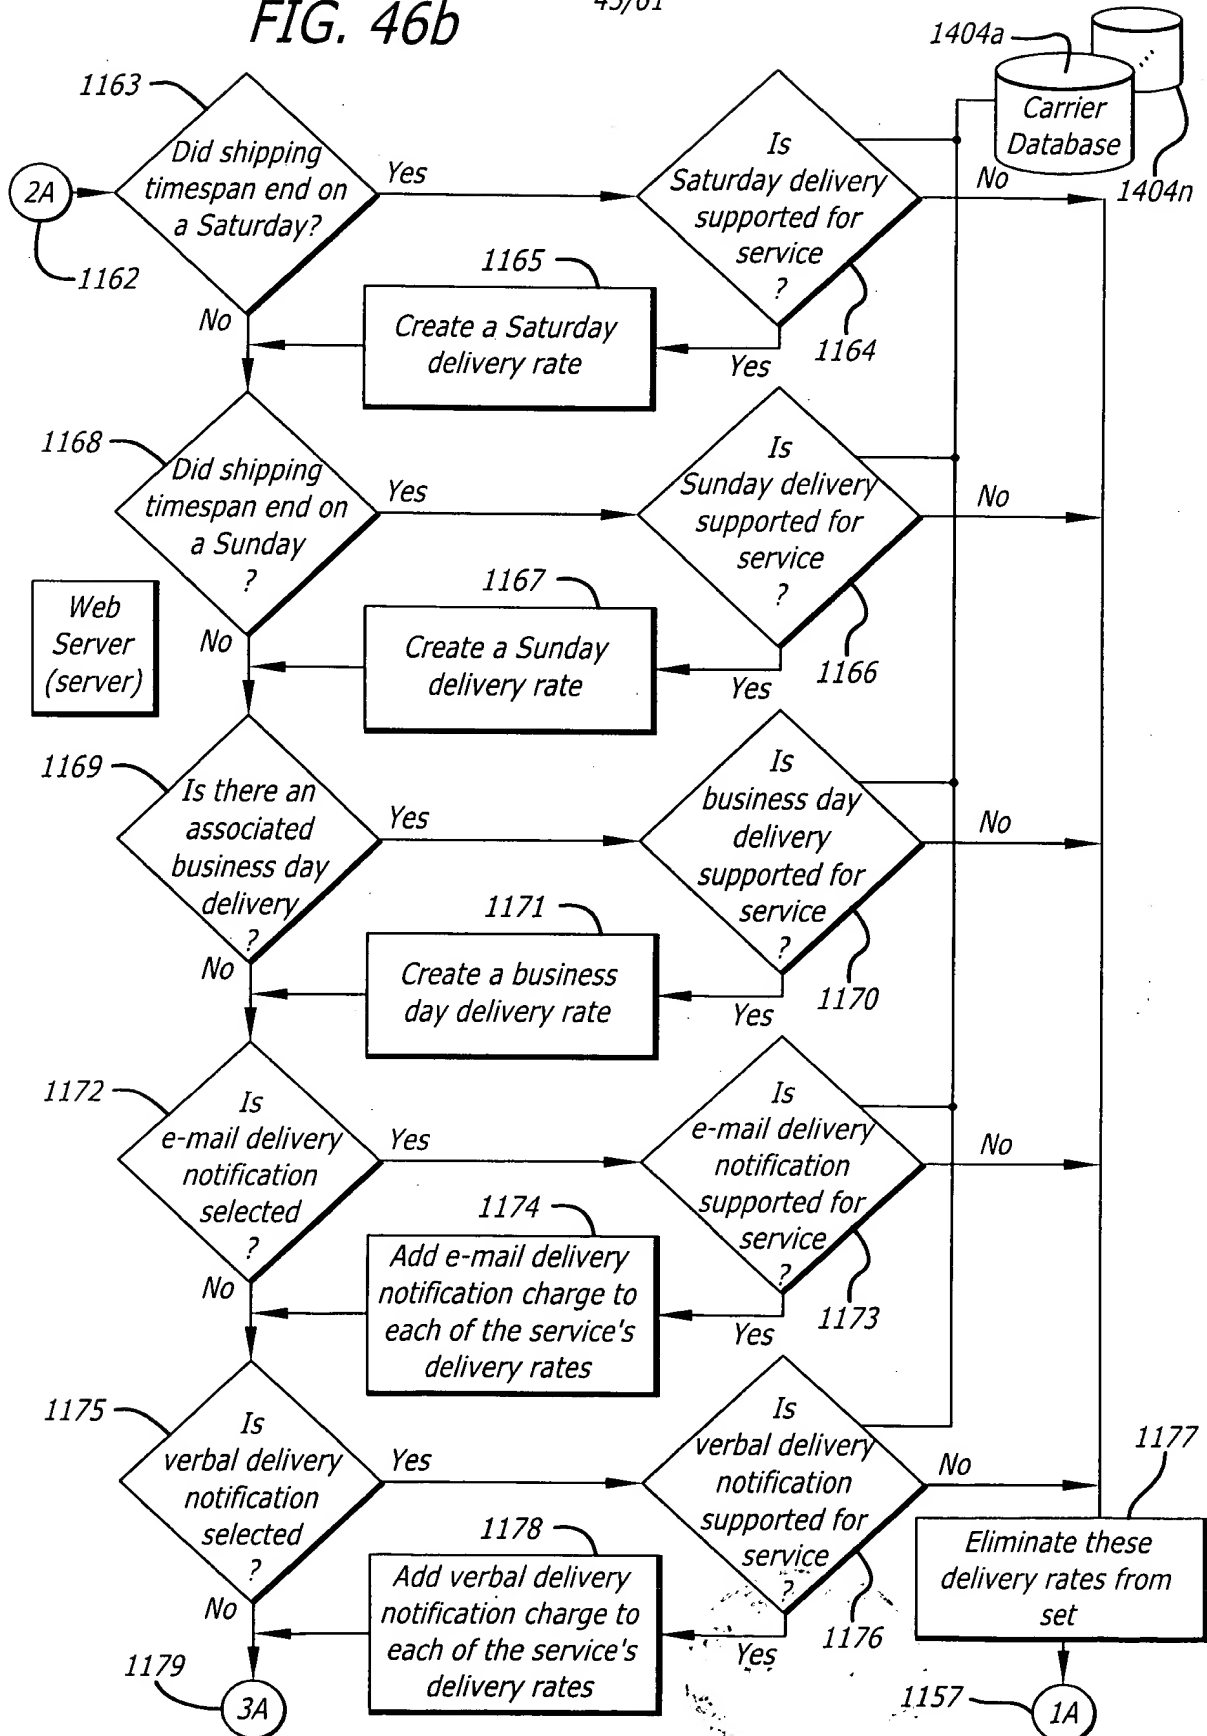 FIG. 46b
45/61
1404a
Carrier
Database
1404n
1163
Did shipping
timespan end on
a Saturday?
Yes
Is
Saturday delivery
supported for
service
?
No
2A
1162
No
1165
Create a Saturday
delivery rate
Yes
1164
1168
Did shipping
timespan end on
a Sunday
?
Yes
Is
Sunday delivery
supported for
service
?
No
Web
Server
(server)
No
1167
Create a Sunday
delivery rate
Yes
1166
1169
Is there an
associated
business day
delivery
?
Yes
Is
business day
delivery
supported for
service
?
No
No
1171
Create a business
day delivery rate
Yes
1170
1172
Is
e-mail delivery
notification
selected
?
Yes
Is
e-mail delivery
notification
supported for
service
?
No
No
1174
Add e-mail delivery
notification charge to
each of the service's
delivery rates
Yes
1173
1175
Is
verbal delivery
notification
selected
?
Yes
Is
verbal delivery
notification
supported for
service
?
No
1177
Eliminate these
delivery rates from
set
No
1178
Add verbal delivery
notification charge to
each of the service's
delivery rates
Yes
1176
1179
3A
1157
1A